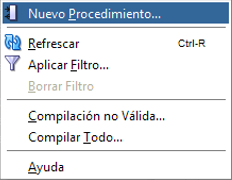 Nuevo Procedimiento...
Refrescar Ctrl-R
Aplicar Filtro...
Borrar Filtro
Compilación no Válida...
Compilar Todo...
Ayuda